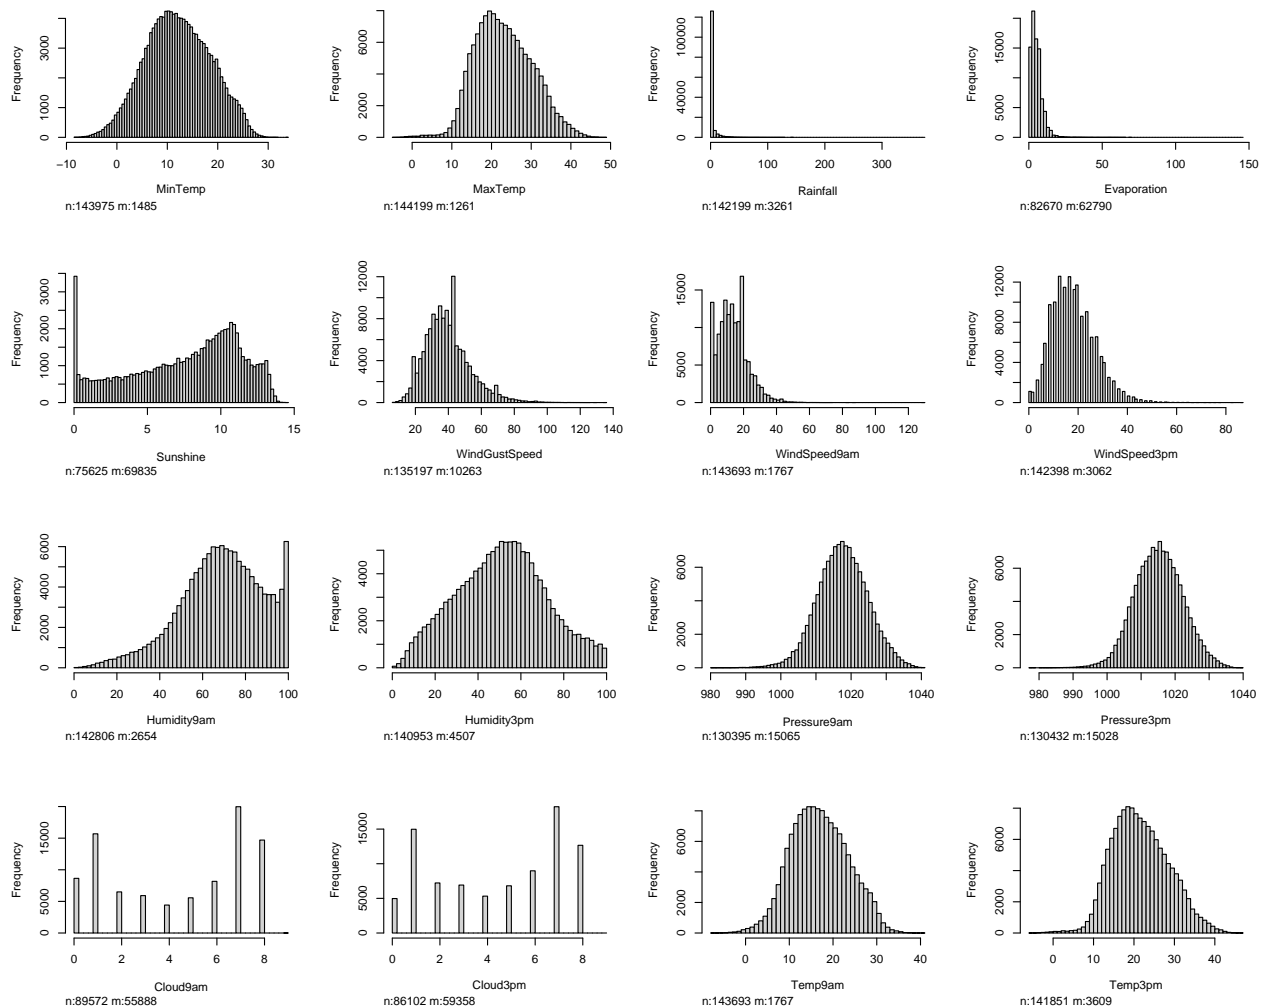 Frequency
0 1000 3000
−10 0 10 20 30
MinTemp
n:143975 m:1485
Frequency
0 2000 6000
0 10 20 30 40 50
MaxTemp
n:144199 m:1261
Frequency
0 40000 100000
0 100 200 300
Rainfall
n:142199 m:3261
Frequency
0 5000 15000
0 50 100 150
Evaporation
n:82670 m:62790
Frequency
0 1000 2000 3000
0 5 10 15
Sunshine
n:75625 m:69835
Frequency
0 4000 8000 12000
20 40 60 80 100 120 140
WindGustSpeed
n:135197 m:10263
Frequency
0 5000 15000
0 20 40 60 80 100 120
WindSpeed9am
n:143693 m:1767
Frequency
0 4000 8000 12000
0 20 40 60 80
WindSpeed3pm
n:142398 m:3062
Frequency
0 2000 4000 6000
0 20 40 60 80 100
Humidity9am
n:142806 m:2654
Frequency
0 2000 4000
0 20 40 60 80 100
Humidity3pm
n:140953 m:4507
Frequency
0 2000 6000
980 990 1000 1020 1040
Pressure9am
n:130395 m:15065
Frequency
0 2000 6000
980 990 1000 1020 1040
Pressure3pm
n:130432 m:15028
Frequency
0 5000 15000
0 2 4 6 8
Cloud9am
n:89572 m:55888
Frequency
0 5000 15000
0 2 4 6 8
Cloud3pm
n:86102 m:59358
Frequency
0 2000 6000
0 10 20 30 40
Temp9am
n:143693 m:1767
Frequency
0 2000 6000
0 10 20 30 40
Temp3pm
n:141851 m:3609